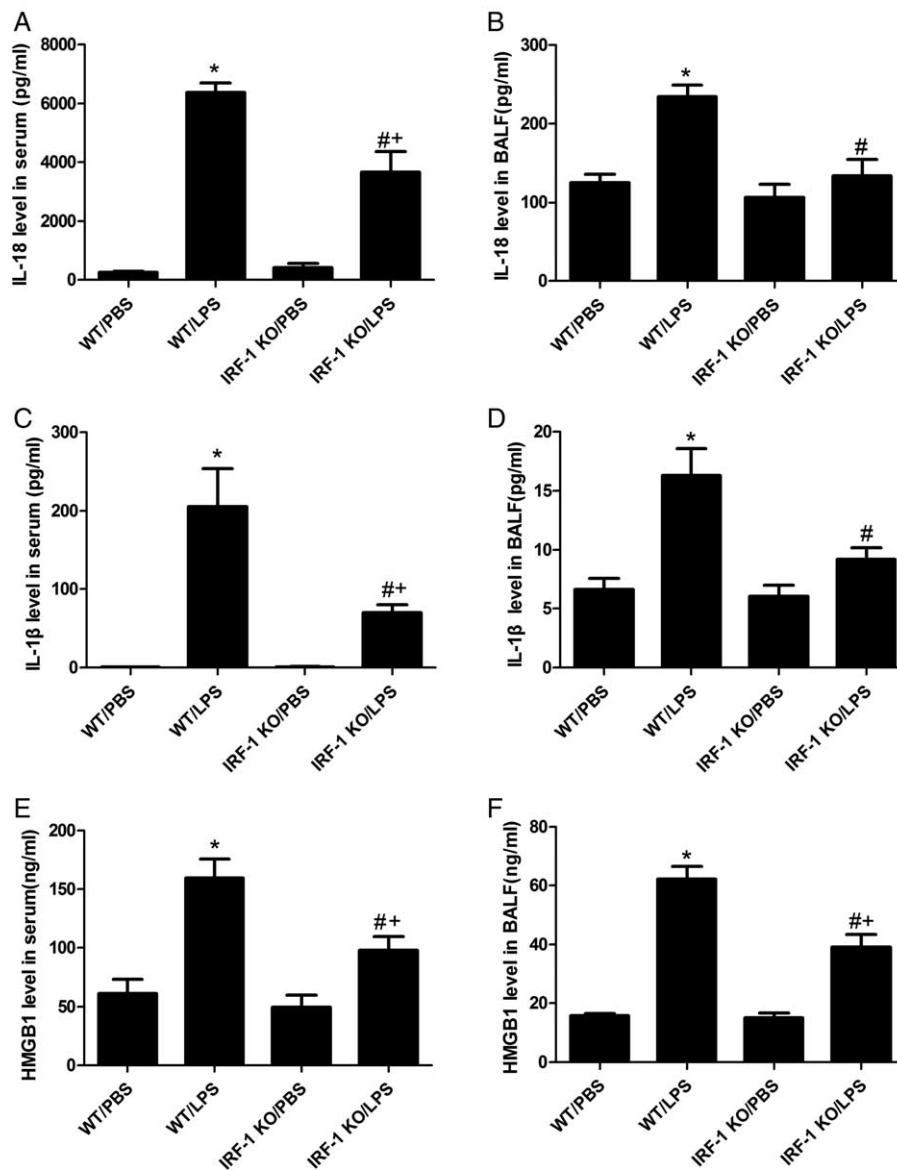 A
IL-18 level in serum (pg/ml)
8000
6000
4000
2000
0
*
#+
WT/PBS
WT/LPS
IRF-1 KO/PBS
IRF-1 KO/LPS
B
IL-18 level in BALF(pg/ml)
300
200
100
0
*
#
WT/PBS
WT/LPS
IRF-1 KO/PBS
IRF-1 KO/LPS
C
IL-1β level in serum (pg/ml)
300
200
100
0
*
#+
WT/PBS
WT/LPS
IRF-1 KO/PBS
IRF-1 KO/LPS
D
IL-1β level in BALF(pg/ml)
20
15
10
5
0
*
#
WT/PBS
WT/LPS
IRF-1 KO/PBS
IRF-1 KO/LPS
E
HMGB1 level in serum(ng/ml)
200
150
100
50
0
*
#+
WT/PBS
WT/LPS
IRF-1 KO/PBS
IRF-1 KO/LPS
F
HMGB1 level in BALF(ng/ml)
80
60
40
20
0
*
#+
WT/PBS
WT/LPS
IRF-1 KO/PBS
IRF-1 KO/LPS